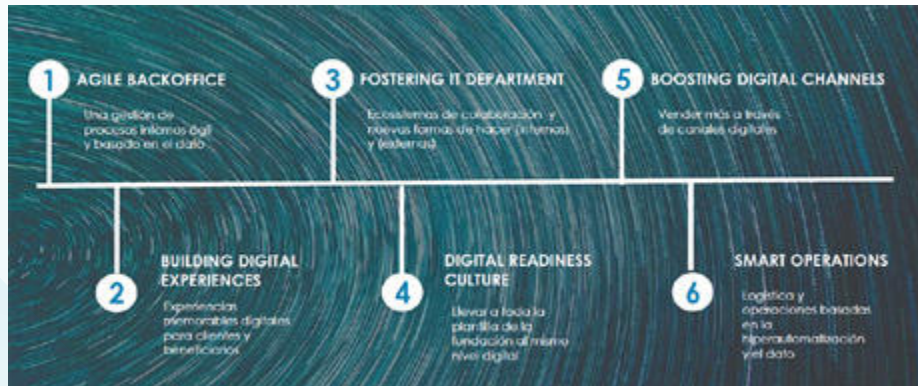 1
AGILE BACKOFFICE
Una gestión de
procesos internos ágil
y basado en el dato
2
BUILDING DIGITAL
EXPERIENCES
Experiencias
memorables digitales
para clientes y
beneficiarios
3
FOSTERING IT DEPARTMENT
Ecosistemas de colaboración y
nuevas formas de hacer (internas)
y (externas)
4
DIGITAL READINESS
CULTURE
Llevar a toda la
plantilla de la
fundación al mismo
nivel digital
5
BOOSTING DIGITAL CHANNELS
Vender más a través
de canales digitales
6
SMART OPERATIONS
Logística y
operaciones basadas
en la
hiperautomatización
y el dato